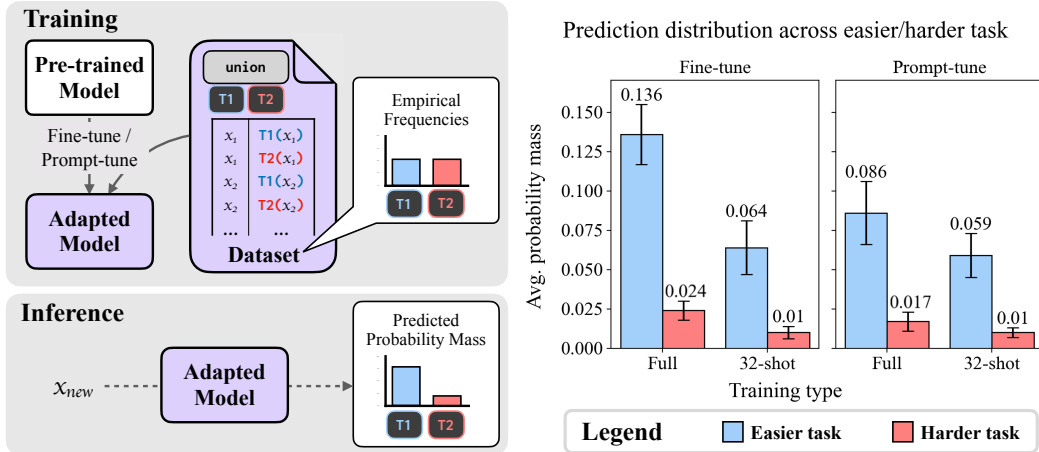 Training
Pre-trained
Model
Fine-tune /
Prompt-tune
Adapted
Model
union
T1 T2
x₁ T1(x₁)
x₁ T2(x₁)
x₂ T1(x₂)
x₂ T2(x₂)
... ...
Dataset
Empirical
Frequencies
T1 T2
Inference
x_new
Adapted
Model
Predicted
Probability Mass
T1 T2
Prediction distribution across easier/harder task
Fine-tune Prompt-tune
Avg. probability mass
0.150
0.125
0.100
0.075
0.050
0.025
0.000
0.136
0.024
0.064
0.01
0.086
0.017
0.059
0.01
Full 32-shot Full 32-shot
Training type
Legend Easier task Harder task